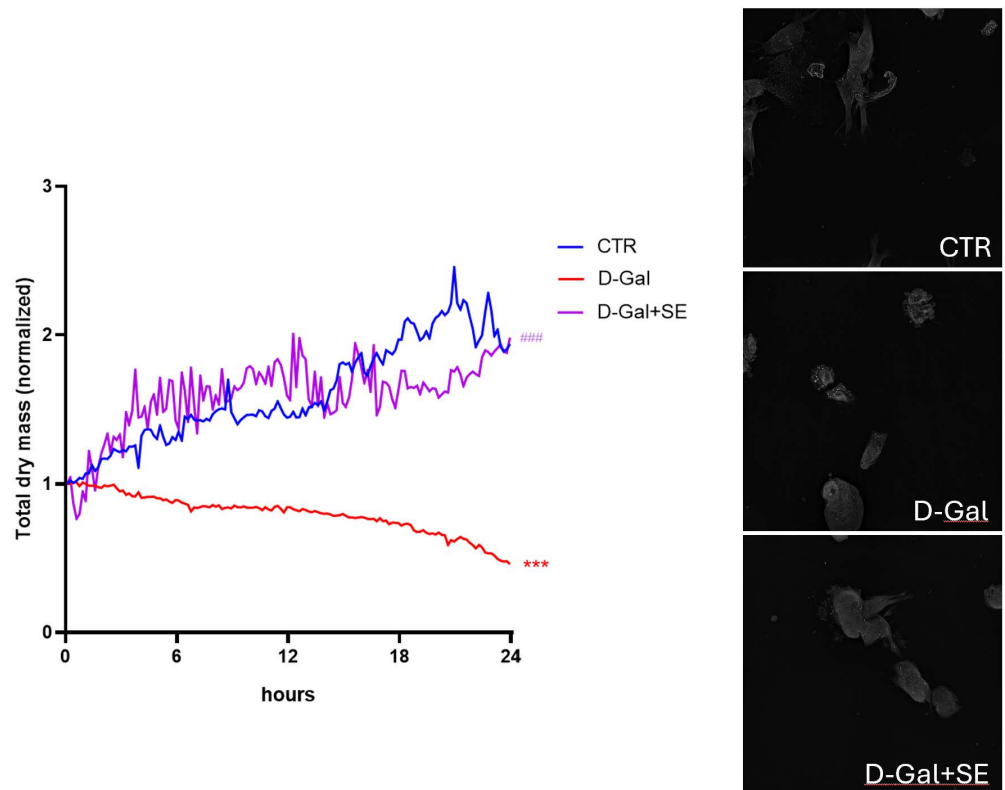 Total dry mass (normalized)
3
2
1
0
0 6 12 18 24
hours
CTR
D-Gal
D-Gal+SE
###
***
CTR
D-Gal
D-Gal+SE